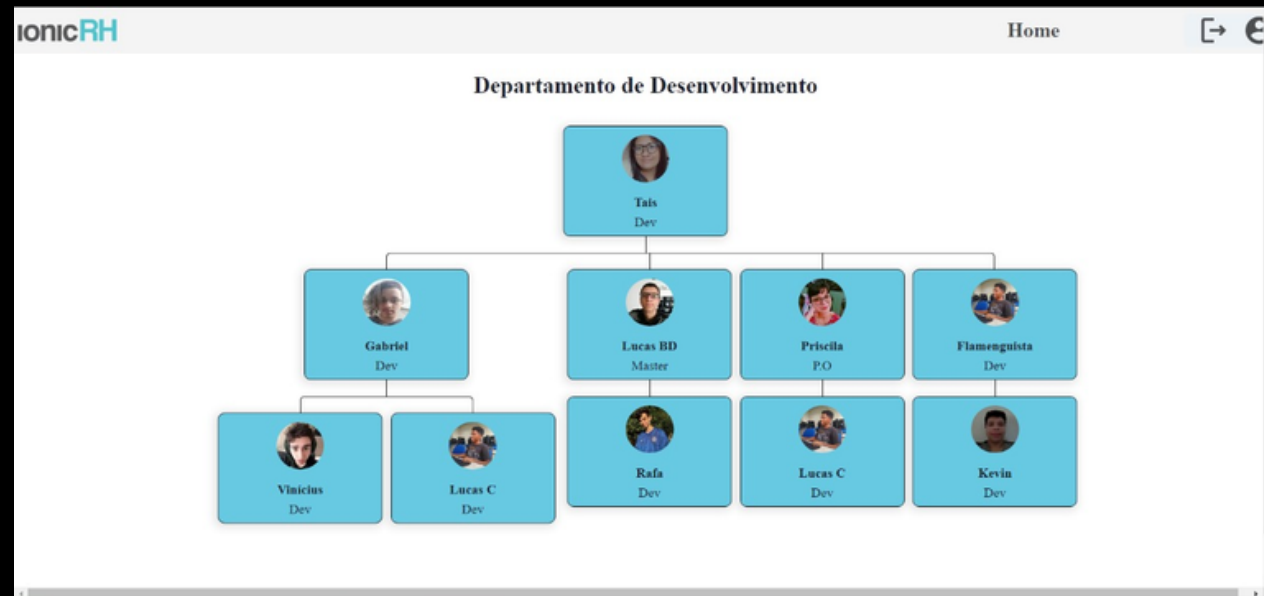 ionicRH
Home
Departamento de Desenvolvimento
Tais
Dev
Gabriel
Dev
Lucas BD
Master
Priscila
P.O
Flamenguista
Dev
Vinicius
Dev
Lucas C
Dev
Rafa
Dev
Lucas C
Dev
Kevin
Dev